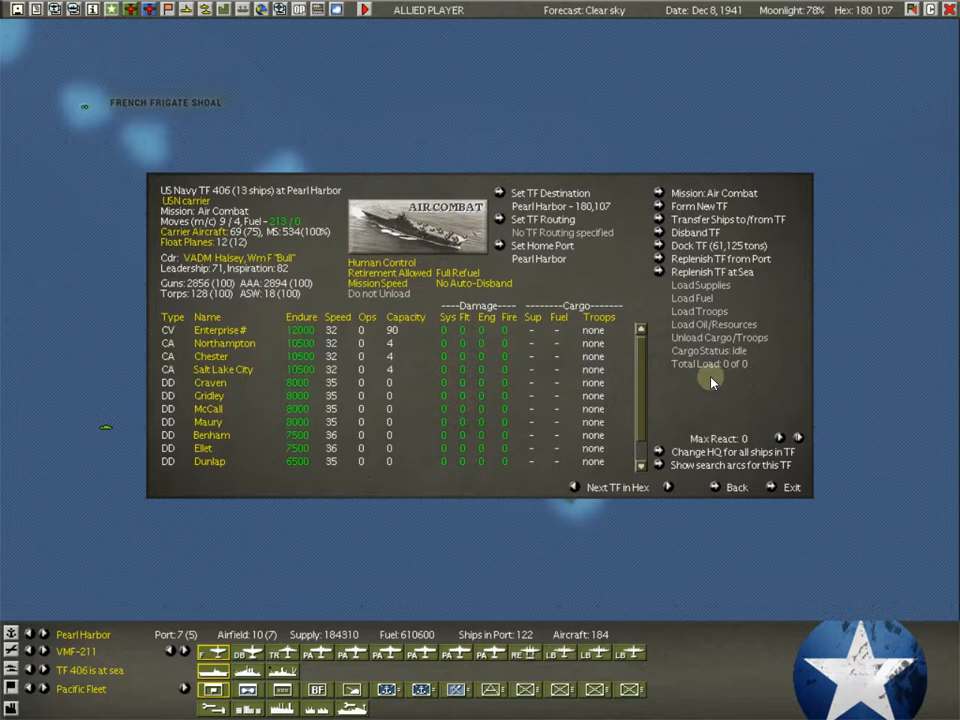 ALLIED PLAYER Forecast: Clear sky Date: Dec 8, 1941 Moonlight: 78% Hex: 180 107
FRENCH FRIGATE SHOAL
US Navy TF 406 (13 ships) at Pearl Harbor
USN carrier
Mission: Air Combat
Moves (m/c) 9 / 4, Fuel - 213 / 0
Carrier Aircraft: 69 (75), MS: 534(100%)
Float Planes: 12 (12)
Cdr: VADM Halsey, Wm F "Bull"
Leadership: 71, Inspiration: 82
Guns: 2856 (100) AAA: 2894 (100)
Torps: 128 (100) ASW: 18 (100)
AIR COMBAT
Human Control
Retirement Allowed Full Refuel
Mission Speed No Auto-Disband
Do not Unload
Set TF Destination
Pearl Harbor - 180,107
Set TF Routing
No TF Routing specified
Set Home Port
Pearl Harbor
Mission: Air Combat
Form New TF
Transfer Ships to/from TF
Disband TF
Dock TF (61,125 tons)
Replenish TF from Port
Replenish TF at Sea
Load Supplies
Load Fuel
Load Troops
Load Oil/Resources
Unload Cargo/Troops
Cargo Status: Idle
Total Load: 0 of 0
----Damage---- -------Cargo-------
Type Name Endure Speed Ops Capacity Sys Flt Eng Fire Sup Fuel Troops
CV Enterprise # 12000 32 0 90 0 0 0 0 - - none
CA Northampton 10500 32 0 4 0 0 0 0 - - none
CA Chester 10500 32 0 4 0 0 0 0 - - none
CA Salt Lake City 10500 32 0 4 0 0 0 0 - - none
DD Craven 8000 35 0 0 0 0 0 0 - - none
DD Gridley 8000 35 0 0 0 0 0 0 - - none
DD McCall 8000 35 0 0 0 0 0 0 - - none
DD Maury 8000 35 0 0 0 0 0 0 - - none
DD Benham 7500 36 0 0 0 0 0 0 - - none
DD Ellet 7500 36 0 0 0 0 0 0 - - none
DD Dunlap 6500 35 0 0 0 0 0 0 - - none
Max React: 0
Change HQ for all ships in TF
Show search arcs for this TF
Next TF in Hex Back Exit
Pearl Harbor Port: 7 (5) Airfield: 10 (7) Supply: 184310 Fuel: 610600 Ships in Port: 122 Aircraft: 184
VMF-211 F DB TR PA PA PA PA PA PA RE LB LB LB
TF 406 is at sea
Pacific Fleet BF